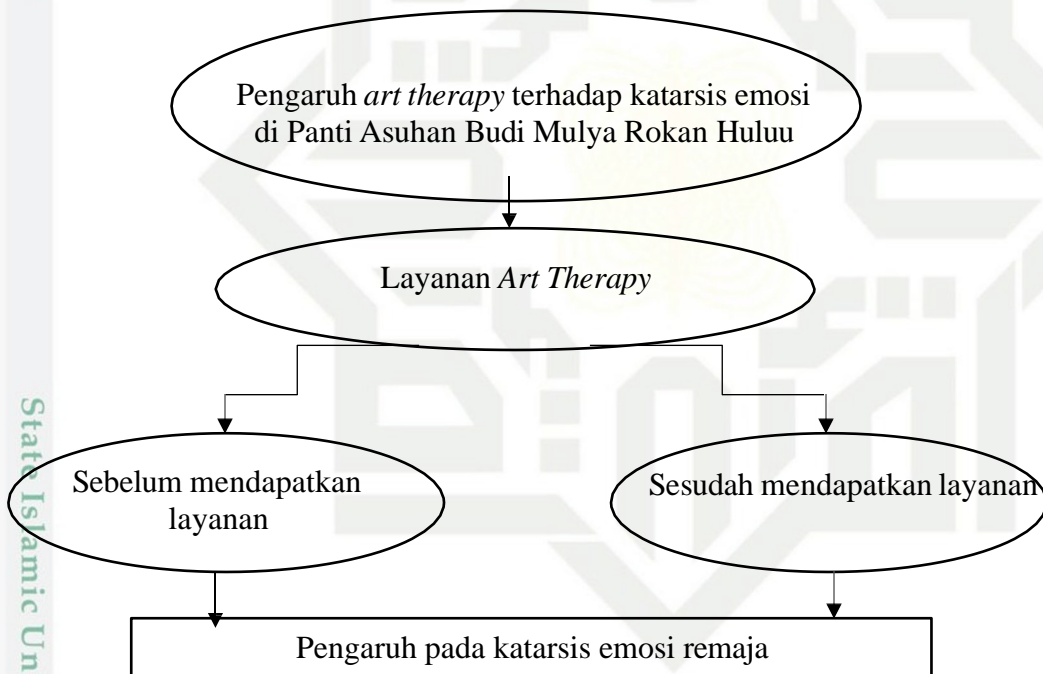 Pengaruh art therapy terhadap katarsis emosi
di Panti Asuhan Budi Mulya Rokan Huluu
Layanan Art Therapy
Sebelum mendapatkan
layanan
Sesudah mendapatkan layanan
Pengaruh pada katarsis emosi remaja
State Islamic Un